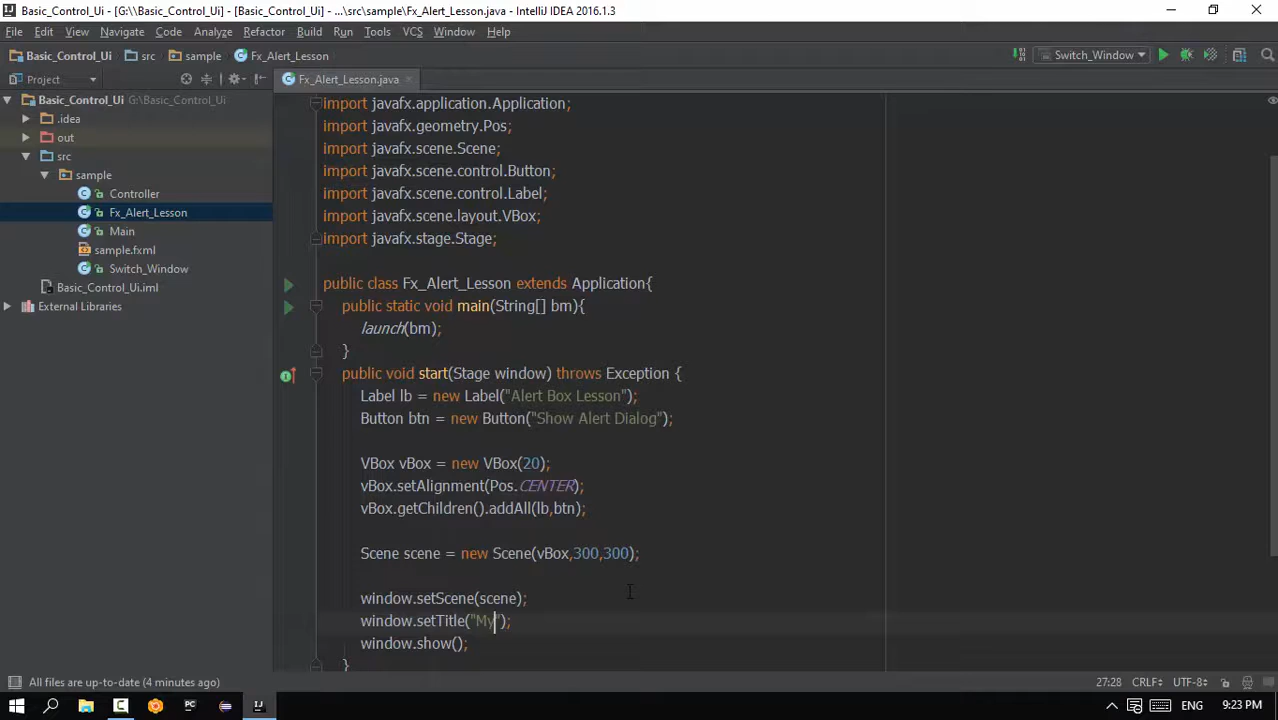 Basic_Control_Ui - [G:\\Basic_Control_Ui] - [Basic_Control_Ui] - ...\src\sample\Fx_Alert_Lesson.java - IntelliJ IDEA 2016.1.3
File Edit View Navigate Code Analyze Refactor Build Run Tools VCS Window Help
Basic_Control_Ui src sample Fx_Alert_Lesson Switch_Window
Project Fx_Alert_Lesson.java
Basic_Control_Ui G:\Basic_Control_Ui
.idea
out
src
sample
Controller
Fx_Alert_Lesson
Main
sample.fxml
Switch_Window
Basic_Control_Ui.iml
External Libraries
import javafx.application.Application;
import javafx.geometry.Pos;
import javafx.scene.Scene;
import javafx.scene.control.Button;
import javafx.scene.control.Label;
import javafx.scene.layout.VBox;
import javafx.stage.Stage;
public class Fx_Alert_Lesson extends Application{
public static void main(String[] bm){
launch(bm);
}
public void start(Stage window) throws Exception {
Label lb = new Label("Alert Box Lesson");
Button btn = new Button("Show Alert Dialog");
VBox vBox = new VBox(20);
vBox.setAlignment(Pos.CENTER);
vBox.getChildren().addAll(lb,btn);
Scene scene = new Scene(vBox,300,300);
window.setScene(scene);
window.setTitle("My");
window.show();
}
All files are up-to-date (4 minutes ago) 27:28 CRLF UTF-8
ENG 9:23 PM